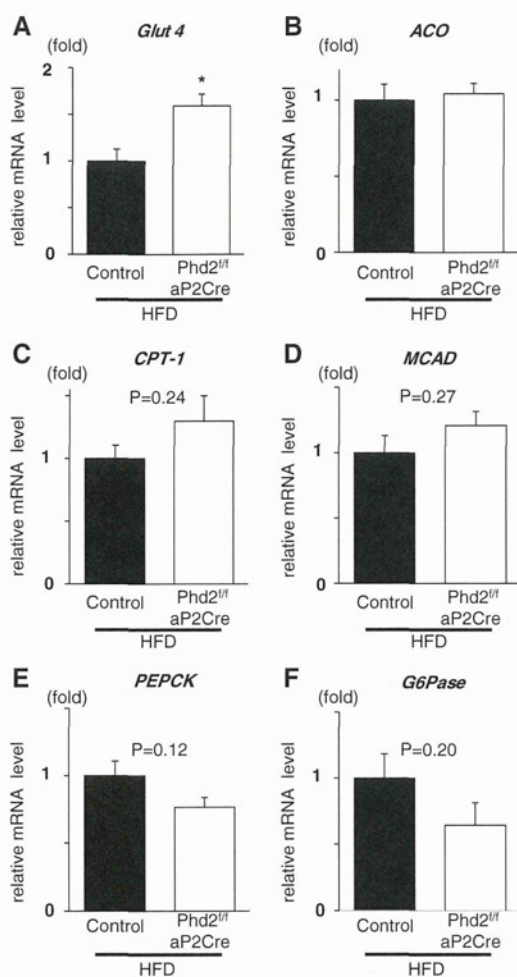 A
Glut 4
(fold)
2
*
1
0
relative mRNA level
Control
Phd2f/f
aP2Cre
HFD
B
ACO
(fold)
1
0
relative mRNA level
Control
Phd2f/f
aP2Cre
HFD
C
CPT-1
(fold)
P=0.24
1
0
relative mRNA level
Control
Phd2f/f
aP2Cre
HFD
D
MCAD
(fold)
P=0.27
1
0
relative mRNA level
Control
Phd2f/f
aP2Cre
HFD
E
PEPCK
(fold)
P=0.12
1
0
relative mRNA level
Control
Phd2f/f
aP2Cre
HFD
F
G6Pase
(fold)
P=0.20
1
0
relative mRNA level
Control
Phd2f/f
aP2Cre
HFD